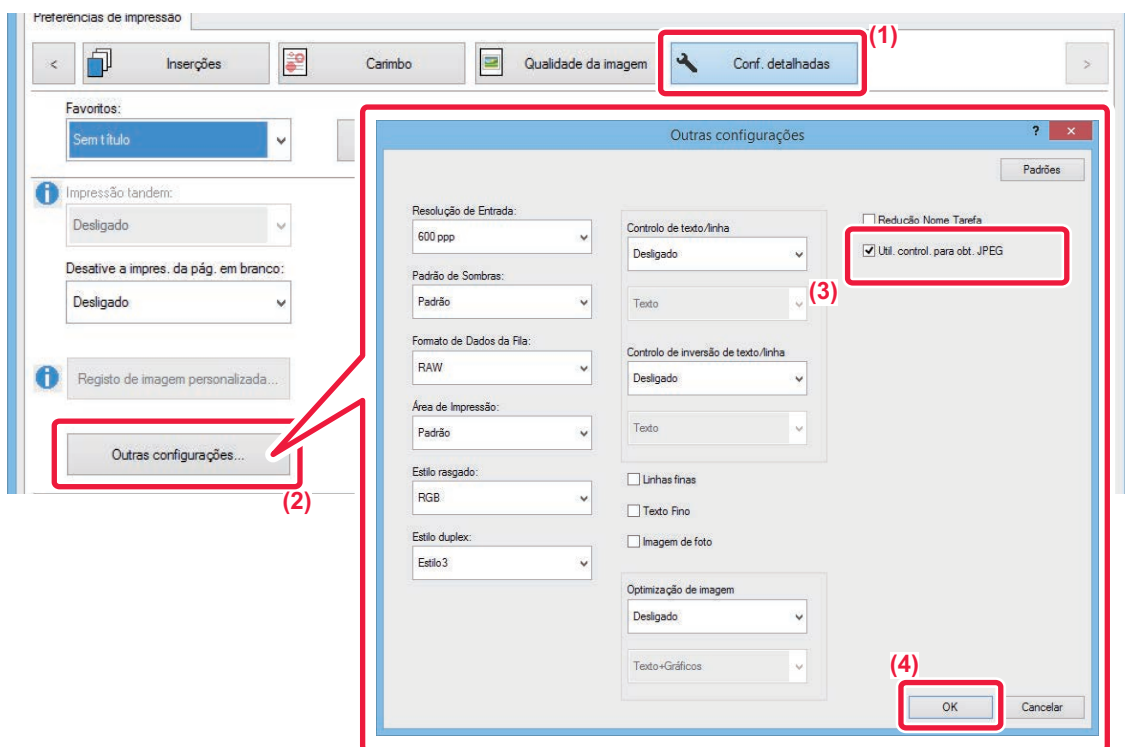 Preferências de impressão
(1)
<
Inserções
Carimbo
Qualidade da imagem
Conf. detalhadas
>
Favoritos:
Sem título
Impressão tandem:
Desligado
Desative a impres. da pág. em branco:
Desligado
Registo de imagem personalizada...
Outras configurações...
(2)
Outras configurações
?
×
Padrões
Resolução de Entrada:
600 ppp
Padrão de Sombras:
Padrão
Formato de Dados da Fila:
RAW
Área de Impressão:
Padrão
Estilo rasgado:
RGB
Estilo duplex:
Estilo3
Controlo de texto/linha
Desligado
Texto
Controlo de inversão de texto/linha
Desligado
Texto
Linhas finas
Texto Fino
Imagem de foto
Optimização de imagem
Desligado
Texto+Gráficos
Redução Nome Tarefa
Util. control. para obt. JPEG
(3)
(4)
OK
Cancelar